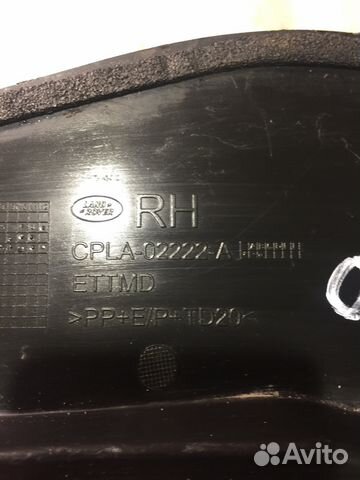 LAND
ROVER
RH
CPLA-02222-A
ETTMD
>PP+E/P+TD20<
Avito